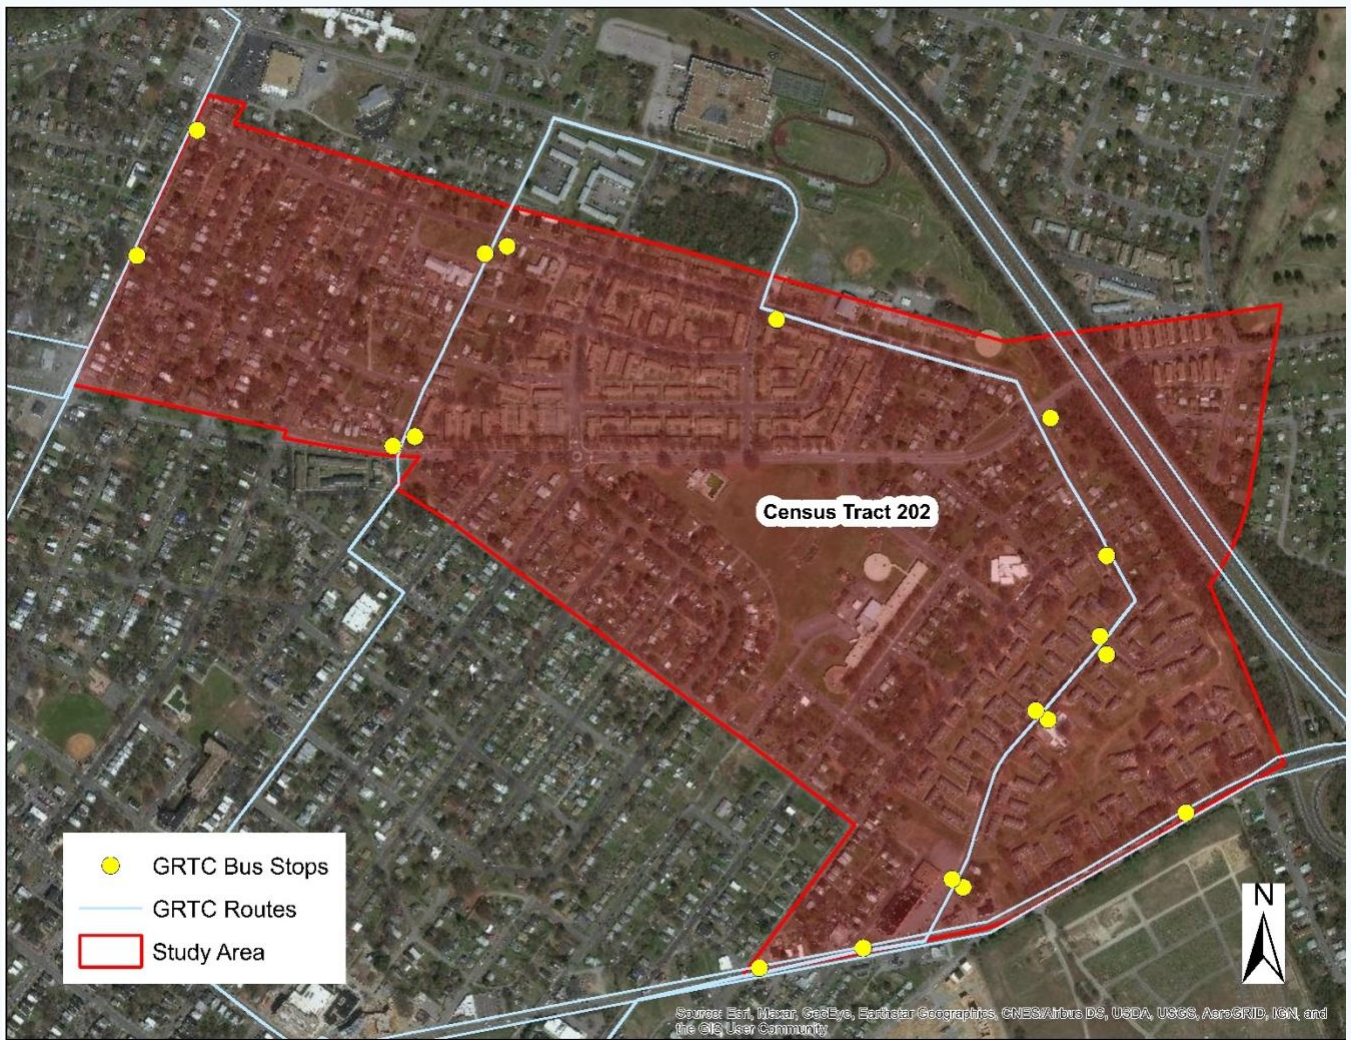 Census Tract 202
GRTC Bus Stops
GRTC Routes
Study Area
N
Source: Esri, Maxar, GeoEye, Earthstar Geographics, CNES/Airbus DS, USDA, USGS, AeroGRID, IGN, and
the GIS User Community